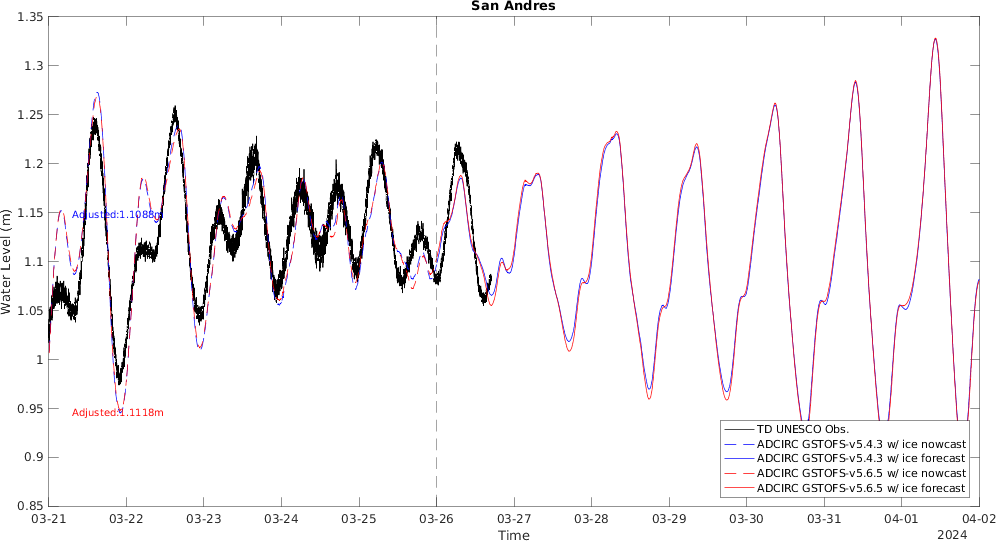 San Andres
Water Level (m)
1.35
1.3
1.25
1.2
1.15
1.1
1.05
1
0.95
0.9
0.85
Adjusted:1.1088m
Adjusted:1.1118m
TD UNESCO Obs.
ADCIRC GSTOFS-v5.4.3 w/ ice nowcast
ADCIRC GSTOFS-v5.4.3 w/ ice forecast
ADCIRC GSTOFS-v5.6.5 w/ ice nowcast
ADCIRC GSTOFS-v5.6.5 w/ ice forecast
03-21 03-22 03-23 03-24 03-25 03-26 03-27 03-28 03-29 03-30 03-31 04-01 04-02
Time
2024